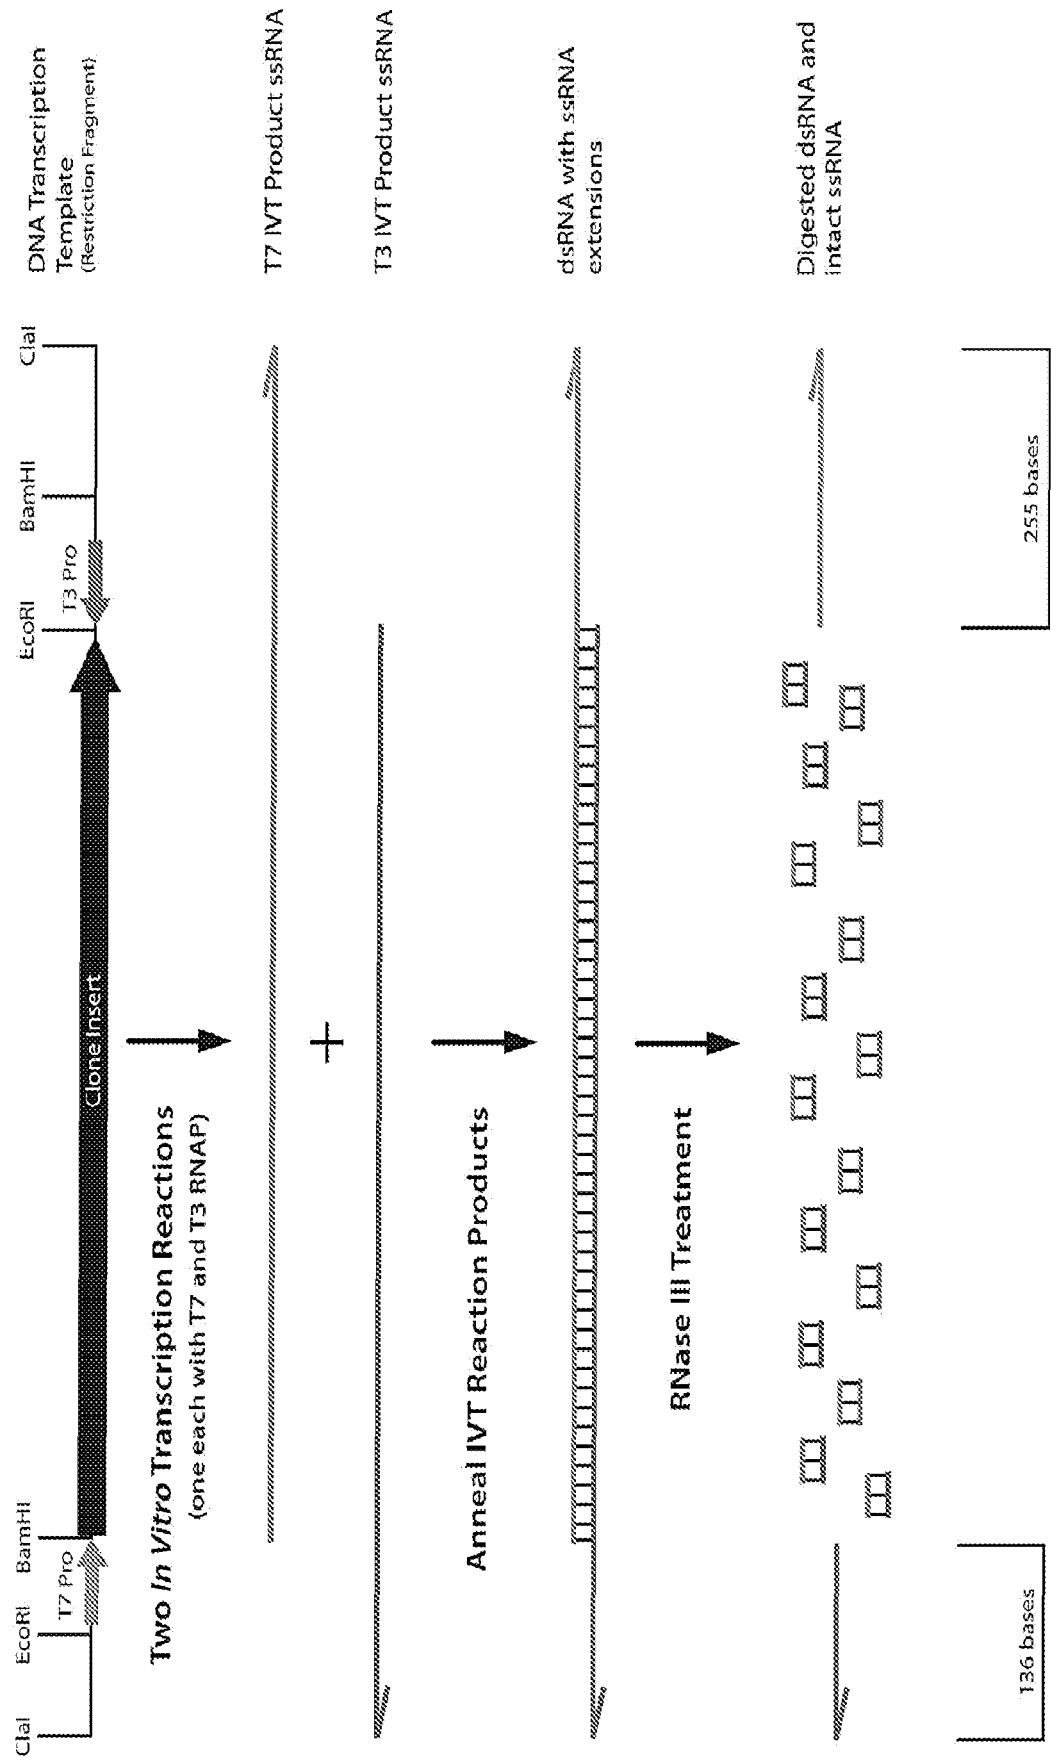 ClaI
EcoRI
BamHI
EcoRI
BamHI
ClaI
T7 Pro
T3 Pro
Clone Insert
DNA Transcription
Template
(Restriction Fragment)
Two In Vitro Transcription Reactions
(one each with T7 and T3 RNAP)
T7 IVT Product ssRNA
+
T3 IVT Product ssRNA
Anneal IVT Reaction Products
dsRNA with ssRNA
extensions
RNase III Treatment
Digested dsRNA and
intact ssRNA
136 bases
255 bases